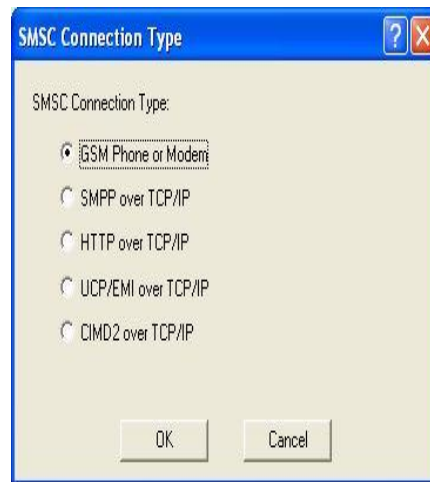 SMSC Connection Type
SMSC Connection Type:
GSM Phone or Modem
SMPP over TCP/IP
HTTP over TCP/IP
UCP/EMI over TCP/IP
CIMD2 over TCP/IP
OK Cancel